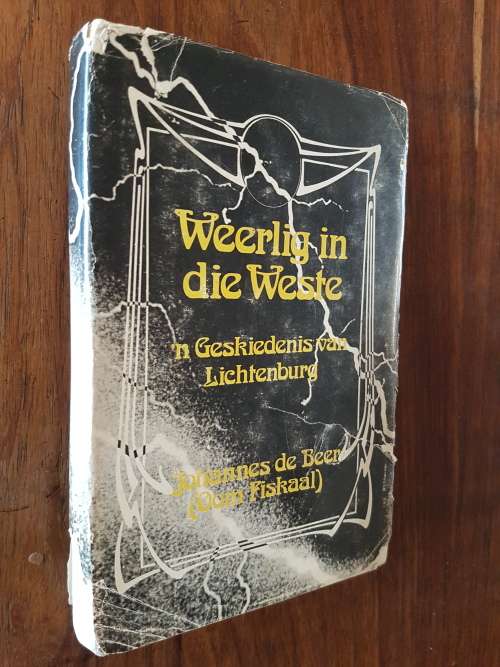 Weerlig in
die Weste
'n Geskiedenis van
Lichtenburg
Johannes de Beer
(Oom Fiskaal)